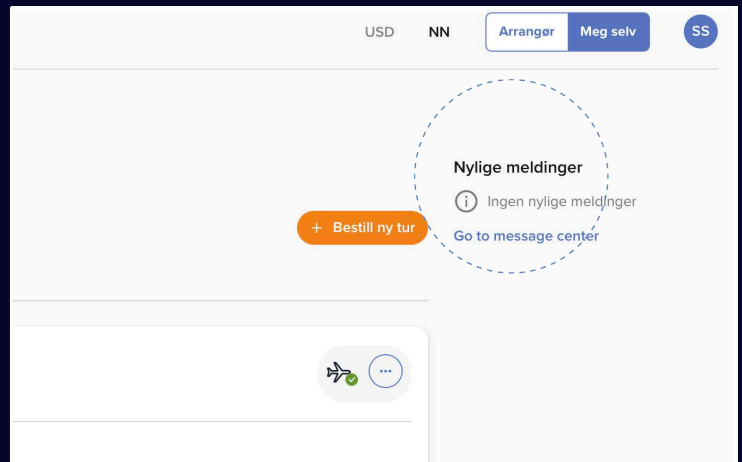 USD NN Arrangør Meg selv SS
Nylige meldinger
Ingen nylige meldinger
+ Bestill ny tur
Go to message center